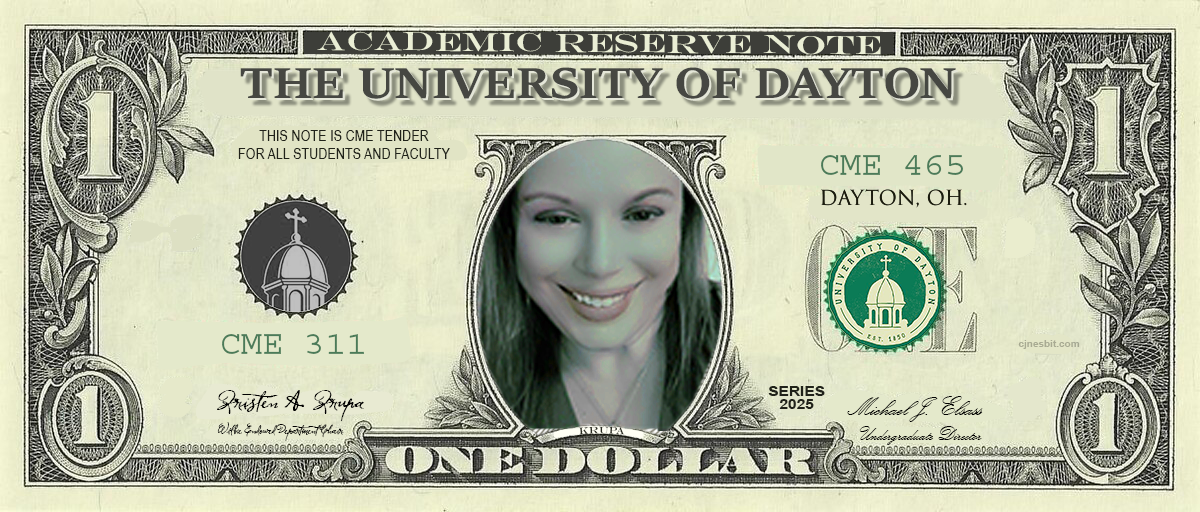 ACADEMIC RESERVE NOTE
THE UNIVERSITY OF DAYTON
1
1
THIS NOTE IS CME TENDER
FOR ALL STUDENTS AND FACULTY
CME 465
DAYTON, OH.
ONE
UNIVERSITY OF DAYTON
EST. 1850
CME 311
cjnesbit.com
Kristen A. Krupa
Wilke Endowed Department Chair
SERIES
2025
Michael J. Elsass
Undergraduate Director
1
1
KRUPA
ONE DOLLAR